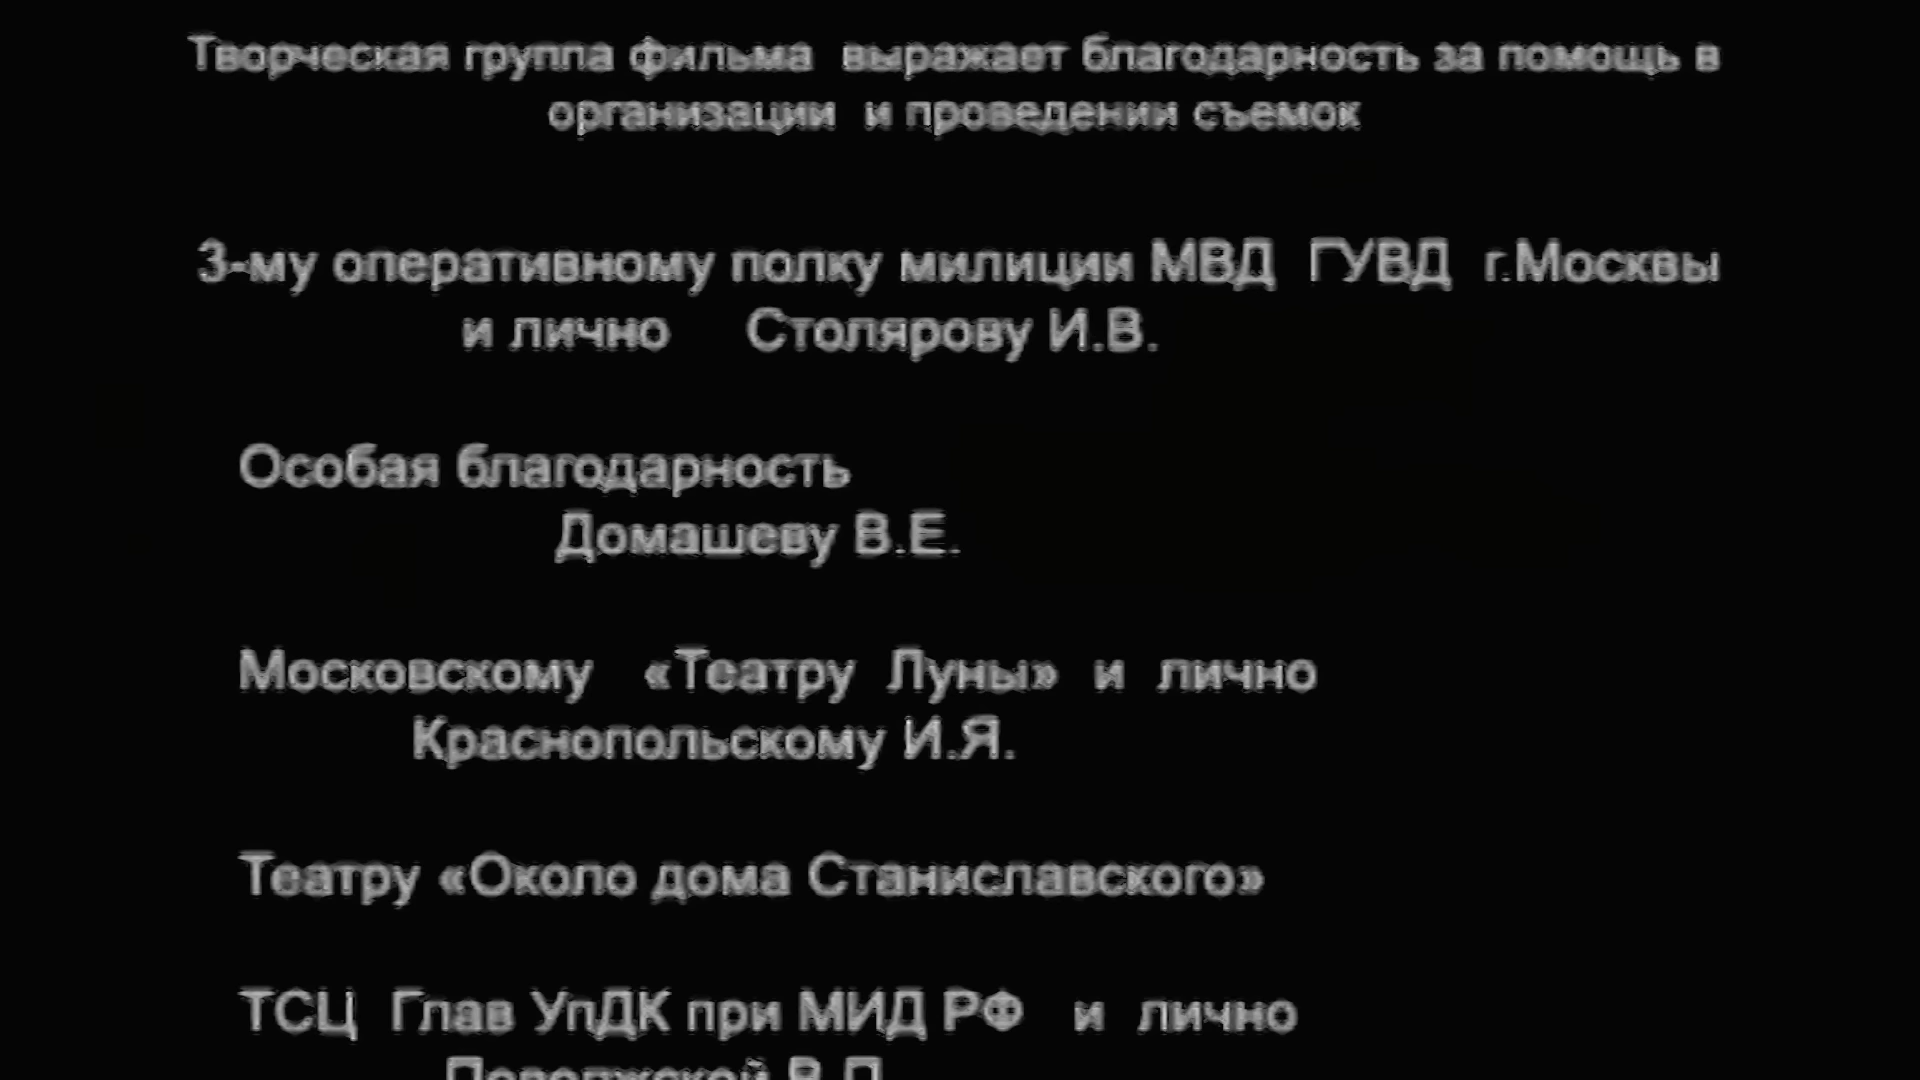 Творческая группа фильма выражает благодарность за помощь в
организации и проведении съемок
3-му оперативному полку милиции МВД ГУВД г.Москвы
и лично Столярову И.В.
Особая благодарность
Домашеву В.Е.
Московскому «Театру Луны» и лично
Краснопольскому И.Я.
Театру «Около дома Станиславского»
ТСЦ Глав УпДК при МИД РФ и лично